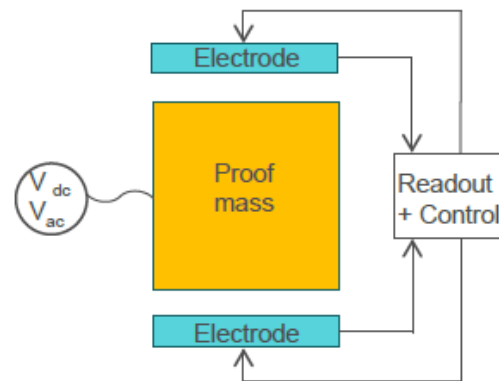 Electrode
Proof
mass
V dc
V ac
Readout
+ Control
Electrode